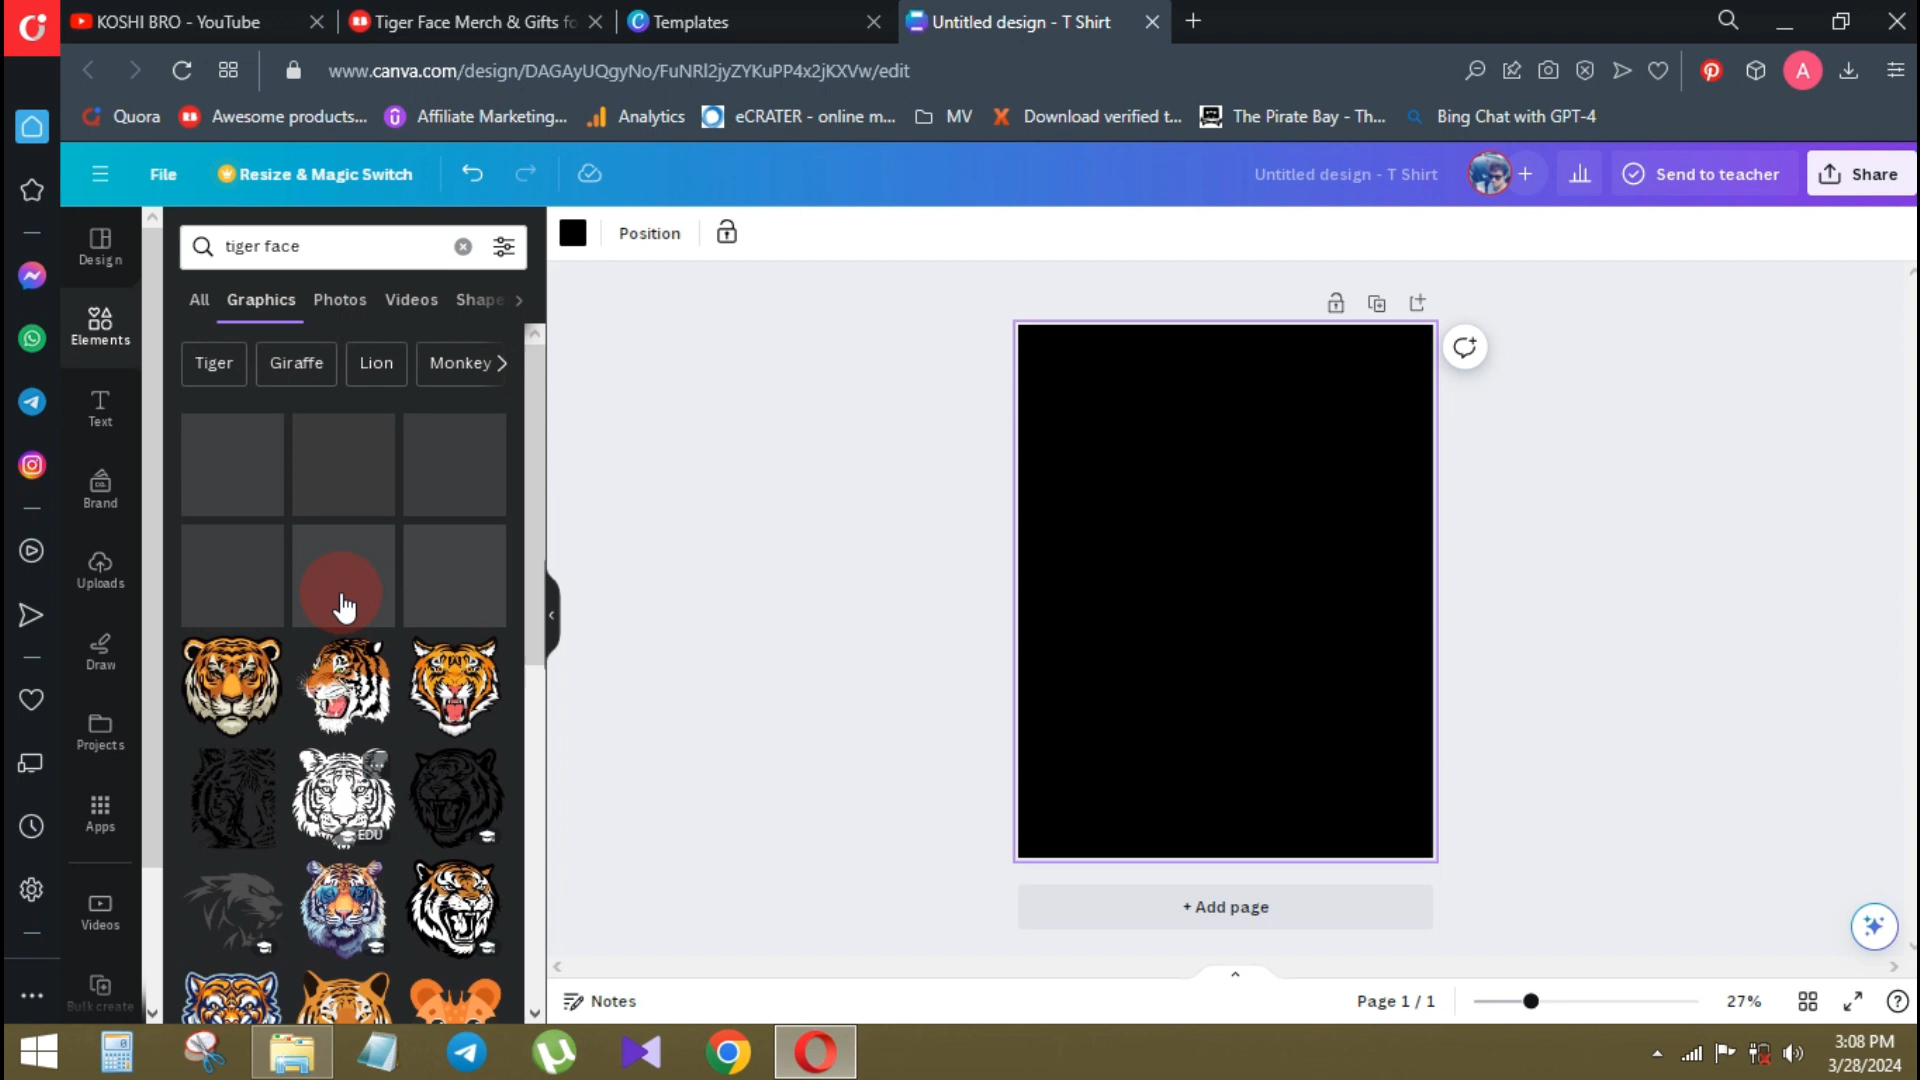 KOSHI BRO - YouTube
Tiger Face Merch & Gifts fo
Templates
Untitled design - T Shirt
www.canva.com/design/DAGAyUQgyNo/FuNRl2jyZYKuPP4x2jKXVw/edit
A
Quora
Awesome products...
Affiliate Marketing...
Analytics
eCRATER - online m...
MV
Download verified t...
The Pirate Bay - Th...
Bing Chat with GPT-4
File
Resize & Magic Switch
Untitled design - T Shirt
Send to teacher
Share
Design
Elements
Text
Brand
Uploads
Draw
Projects
Apps
Videos
Bulk create
tiger face
All
Graphics
Photos
Videos
Shape
Tiger
Giraffe
Lion
Monkey
EDU
Position
+ Add page
Notes
Page 1 / 1
27%
3:08 PM
3/28/2024